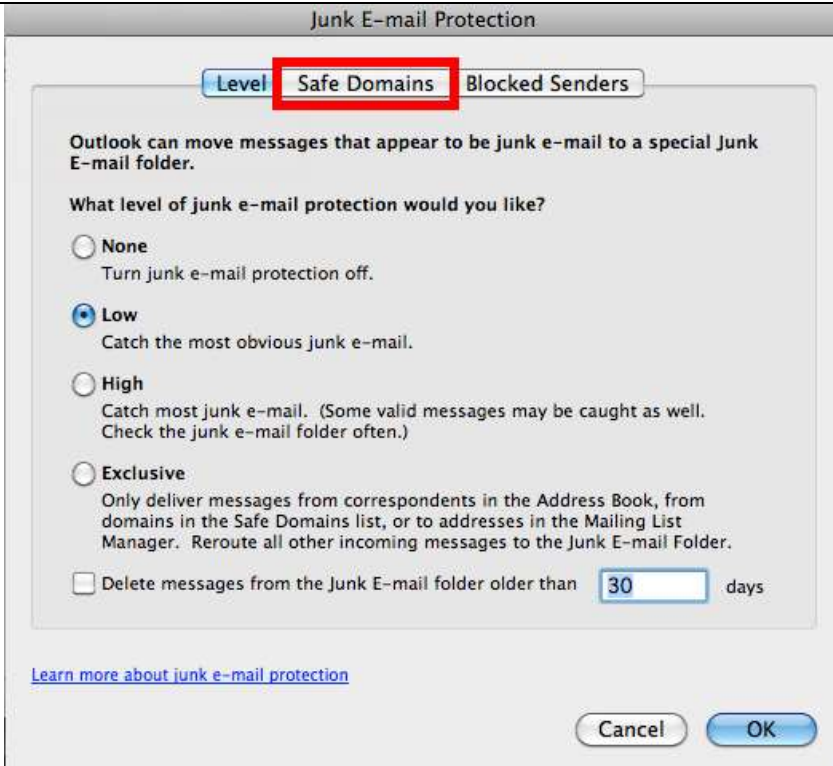 Junk E-mail Protection
Level Safe Domains Blocked Senders
Outlook can move messages that appear to be junk e-mail to a special Junk
E-mail folder.
What level of junk e-mail protection would you like?
None
Turn junk e-mail protection off.
Low
Catch the most obvious junk e-mail.
High
Catch most junk e-mail. (Some valid messages may be caught as well.
Check the junk e-mail folder often.)
Exclusive
Only deliver messages from correspondents in the Address Book, from
domains in the Safe Domains list, or to addresses in the Mailing List
Manager. Reroute all other incoming messages to the Junk E-mail Folder.
Delete messages from the Junk E-mail folder older than 30 days
Learn more about junk e-mail protection
Cancel OK